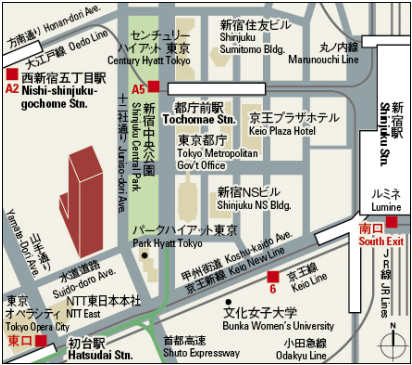 方南通り Honan-dori Ave.
大江戸線 Oedo Line
A2
西新宿五丁目駅
Nishi-shinjuku-
gochome Stn.
センチュリー
ハイアット 東京
Century Hyatt Tokyo
A5
新宿住友ビル
Shinjuku
Sumitomo Bldg.
丸ノ内線
Marunouchi Line
都庁前駅
Tochomae Stn.
十二社通り Juniso-dori Ave.
新宿中央公園
Shinjuku Central Park
京王プラザホテル
Keio Plaza Hotel
東京都庁
Tokyo Metropolitan
Gov't Office
新宿駅
Shinjuku Stn.
新宿NSビル
Shinjuku NS Bldg.
ルミネ
Lumine
南口
South Exit
山手通り
Yamate-Dori Ave.
パークハイアット東京
Park Hyatt Tokyo
甲州街道 Koshu-kaido Ave.
京王新線 Keio New Line
水道道路
Suido-doro Ave.
6
京王線
Keio Line
JR線 JR Lines
東京
オペラシティ
Tokyo Opera City
NTT東日本本社
NTT East
文化女子大学
Bunka Women's University
東口
初台駅
Hatsudai Stn.
首都高速
Shuto Expressway
小田急線
Odakyu Line